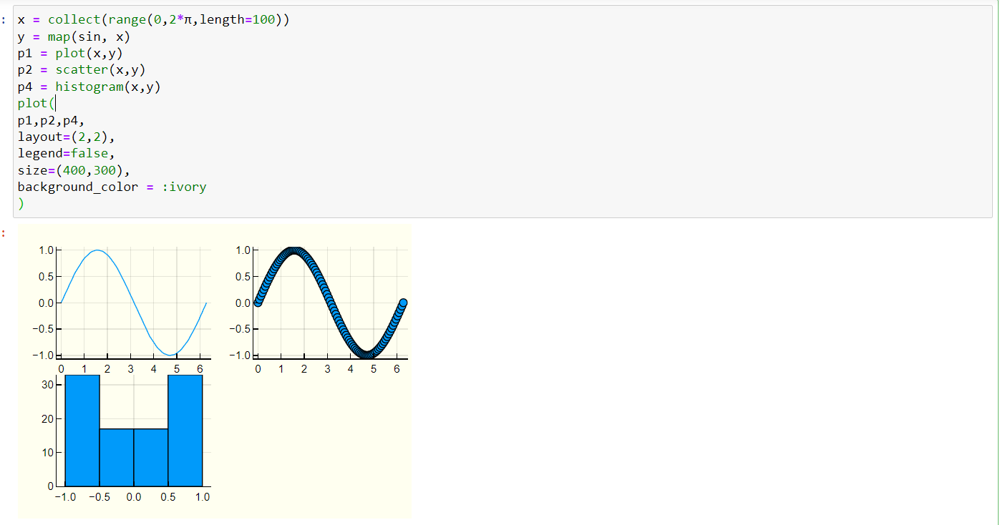 :
x = collect(range(0,2*π,length=100))
y = map(sin, x)
p1 = plot(x,y)
p2 = scatter(x,y)
p4 = histogram(x,y)
plot(
p1,p2,p4,
layout=(2,2),
legend=false,
size=(400,300),
background_color = :ivory
)
:
1.0
0.5
0.0
−0.5
−1.0
0 1 2 3 4 5 6
1.0
0.5
0.0
−0.5
−1.0
0 1 2 3 4 5 6
30
20
10
0
−1.0 −0.5 0.0 0.5 1.0